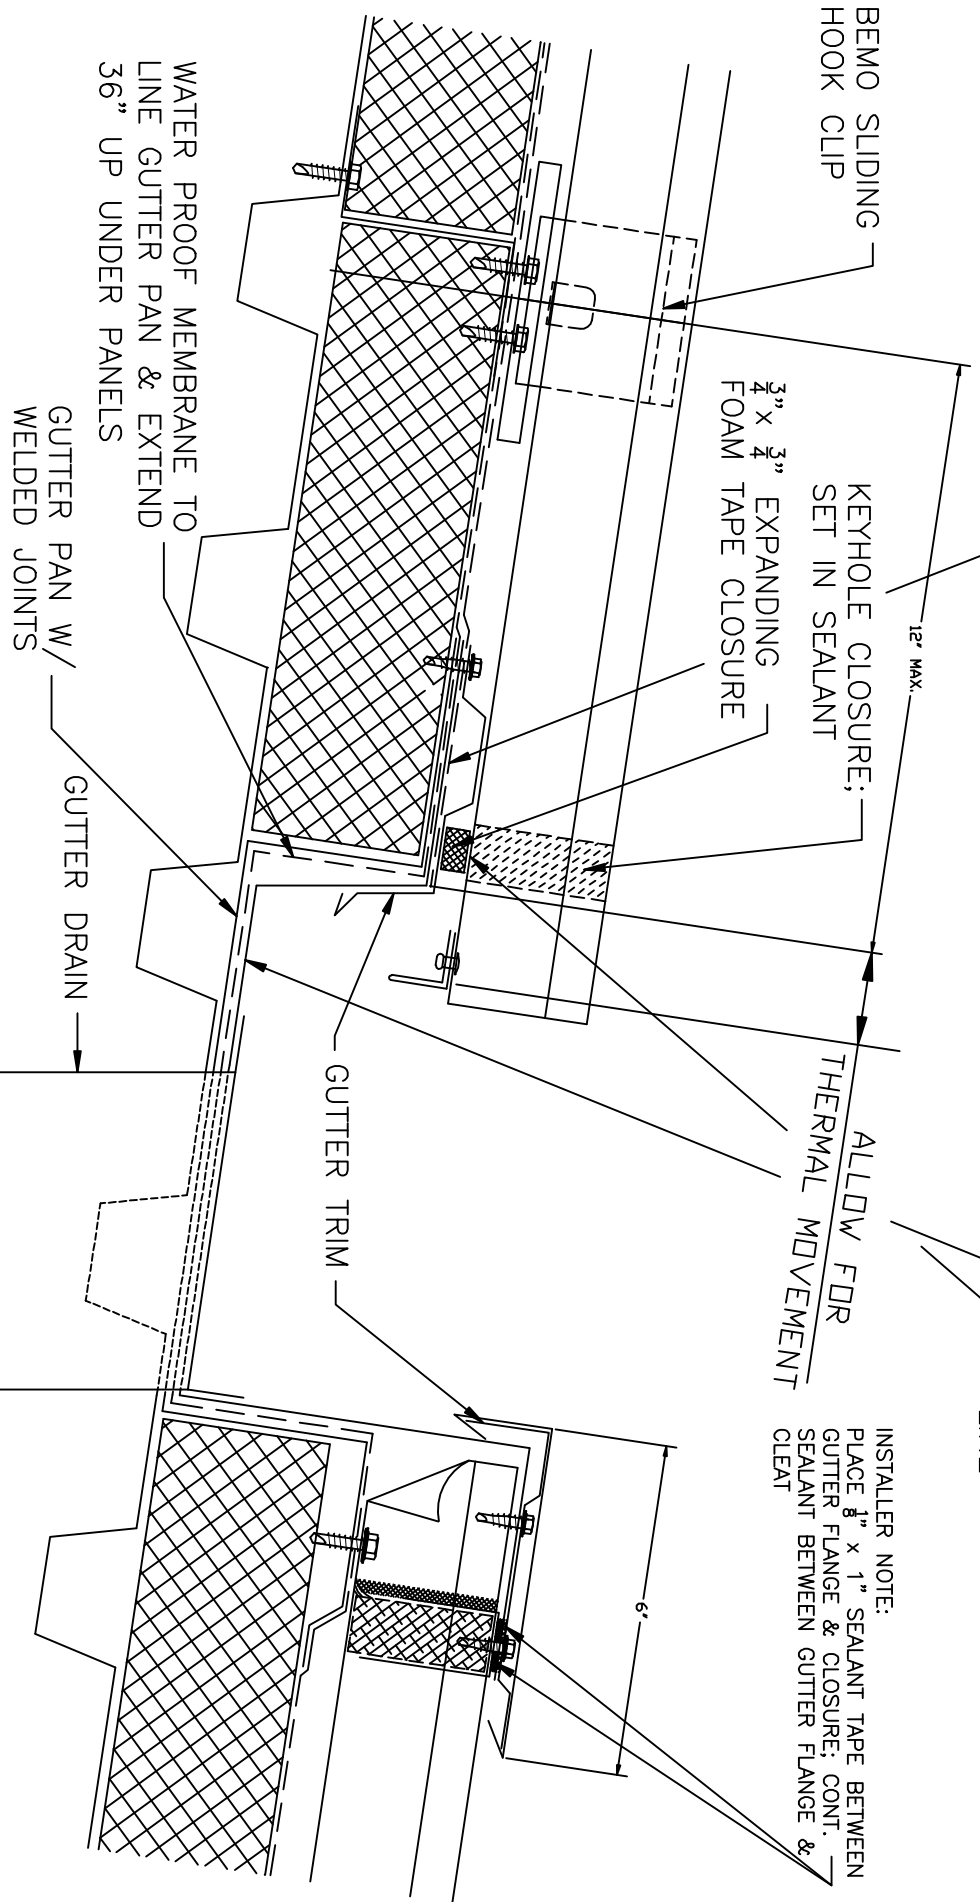 BEMO SLIDING
HOOK CLIP
KEYHOLE CLOSURE;
SET IN SEALANT
3/4" X 3/4" EXPANDING
FOAM TAPE CLOSURE
12" MAX.
WATER PROOF MEMBRANE TO
LINE GUTTER PAN & EXTEND
36" UP UNDER PANELS
GUTTER PAN W/
WELDED JOINTS
GUTTER DRAIN
GUTTER TRIM
ALLOW FOR
THERMAL MOVEMENT
6"
INSTALLER NOTE:
PLACE 1/8" X 1" SEALANT TAPE BETWEEN
GUTTER FLANGE & CLOSURE; CONT.
SEALANT BETWEEN GUTTER FLANGE &
CLEAT